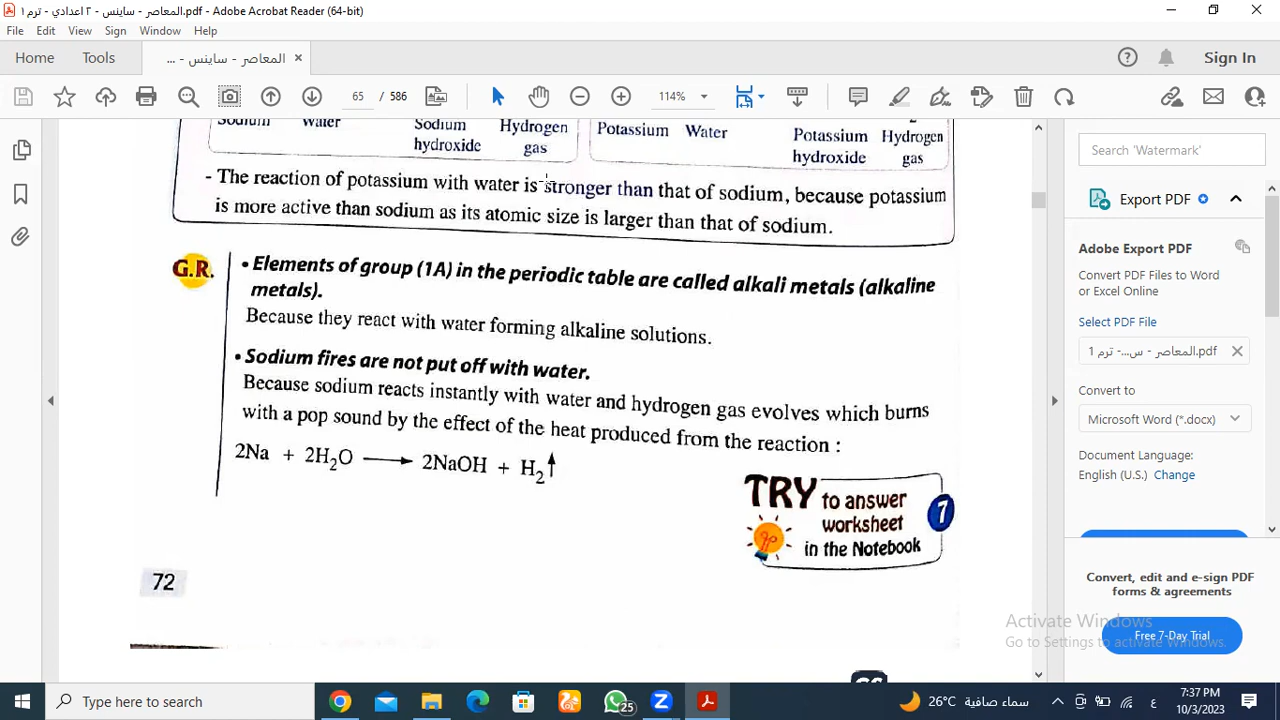 المعاصر - ساينس - ٢ اعدادي - ترم ١.pdf - Adobe Acrobat Reader (64-bit)
File Edit View Sign Window Help
Home Tools المعاصر - ساينس - ... × Sign In
65 / 586 114%
Sodium Water Sodium hydroxide Hydrogen gas Potassium Water Potassium hydroxide Hydrogen gas
- The reaction of potassium with water is stronger than that of sodium, because potassium
is more active than sodium as its atomic size is larger than that of sodium.
G.R.
• Elements of group (1A) in the periodic table are called alkali metals (alkaline
metals).
Because they react with water forming alkaline solutions.
• Sodium fires are not put off with water.
Because sodium reacts instantly with water and hydrogen gas evolves which burns
with a pop sound by the effect of the heat produced from the reaction :
2Na + 2H₂O ⟶ 2NaOH + H₂↑
TRY to answer
worksheet 7
in the Notebook
72
Search 'Watermark'
Export PDF
Adobe Export PDF
Convert PDF Files to Word
or Excel Online
Select PDF File
المعاصر - س...- ترم 1.pdf ×
Convert to
Microsoft Word (*.docx)
Document Language:
English (U.S.) Change
Convert, edit and e-sign PDF
forms & agreements
Free 7-Day Trial
Activate Windows
Go to Settings to activate Windows.
Type here to search
25
26°C سماء صافية
ع
7:37 PM
10/3/2023